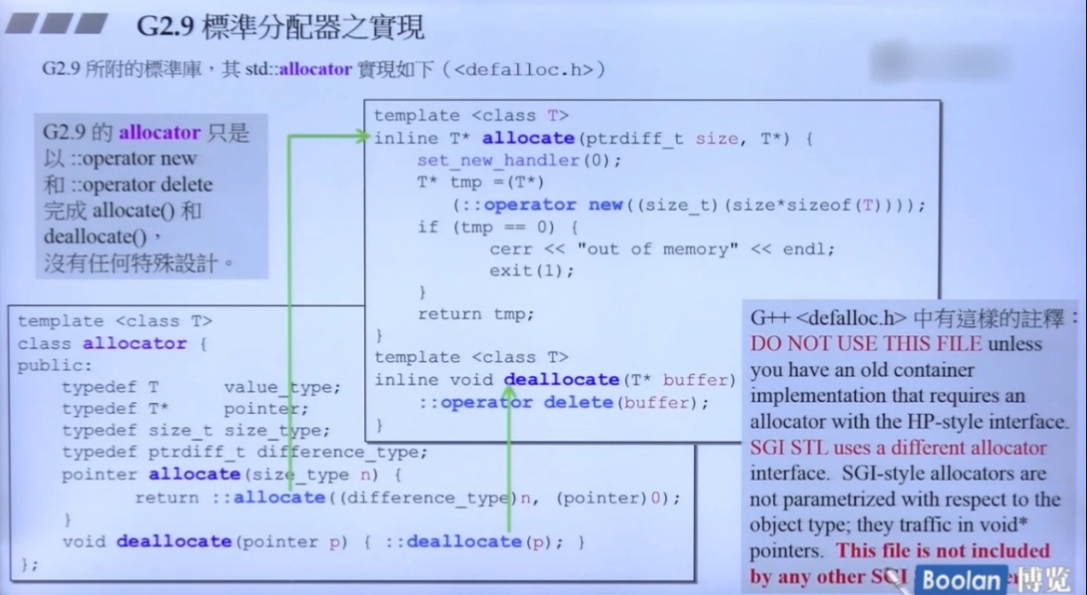 G2.9 標準分配器之實現
G2.9 所附的標準庫，其 std::allocator 實現如下（<defalloc.h>）
G2.9 的 allocator 只是
以 ::operator new
和 ::operator delete
完成 allocate() 和
deallocate()，
沒有任何特殊設計。
template <class T>
inline T* allocate(ptrdiff_t size, T*) {
set_new_handler(0);
T* tmp =(T*)
(::operator new((size_t)(size*sizeof(T))));
if (tmp == 0) {
cerr << "out of memory" << endl;
exit(1);
}
return tmp;
}
template <class T>
inline void deallocate(T* buffer)
::operator delete(buffer);
}
template <class T>
class allocator {
public:
typedef T value_type;
typedef T* pointer;
typedef size_t size_type;
typedef ptrdiff_t difference_type;
pointer allocate(size_type n) {
return ::allocate((difference_type)n, (pointer)0);
}
void deallocate(pointer p) { ::deallocate(p); }
};
G++ <defalloc.h> 中有這樣的註釋：
DO NOT USE THIS FILE unless
you have an old container
implementation that requires an
allocator with the HP-style interface.
SGI STL uses a different allocator
interface. SGI-style allocators are
not parametrized with respect to the
object type; they traffic in void*
pointers. This file is not included
by any other SGI
Boolan 博览